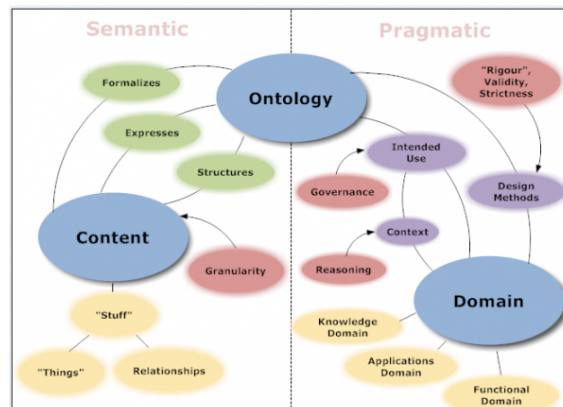 Semantic
Pragmatic
Formalizes
Ontology
"Rigour",
Validity,
Strictness
Expresses
Intended
Use
Structures
Governance
Design
Methods
Content
Context
Granularity
Reasoning
Domain
"Stuff"
Knowledge
Domain
"Things"
Relationships
Applications
Domain
Functional
Domain